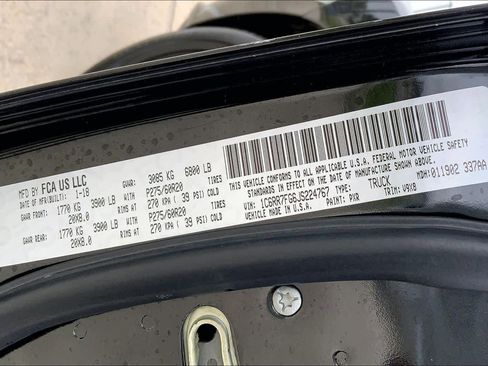 MFD BY FCA US LLC
DATE OF MFR(BUILT): 1-18 GVWR: 3085 KG 6800 LB
GAWR FRONT: 1770 KG 3900 LB WITH P275/60R20 TIRES
20X8.0 RIMS AT 270 KPA ( 39 PSI) COLD
GAWR REAR: 1770 KG 3900 LB WITH P275/60R20 TIRES
20X8.0 RIMS AT 270 KPA ( 39 PSI) COLD
THIS VEHICLE CONFORMS TO ALL APPLICABLE U.S.A. FEDERAL MOTOR VEHICLE SAFETY
STANDARDS IN EFFECT ON THE DATE OF MANUFACTURE SHOWN ABOVE.
VIN: 1C6RR7FG6JS224767 TYPE: TRUCK MDH:011902 337AA
VEHICLE MADE IN U.S.A. PAINT: PXR TRIM: V9X8